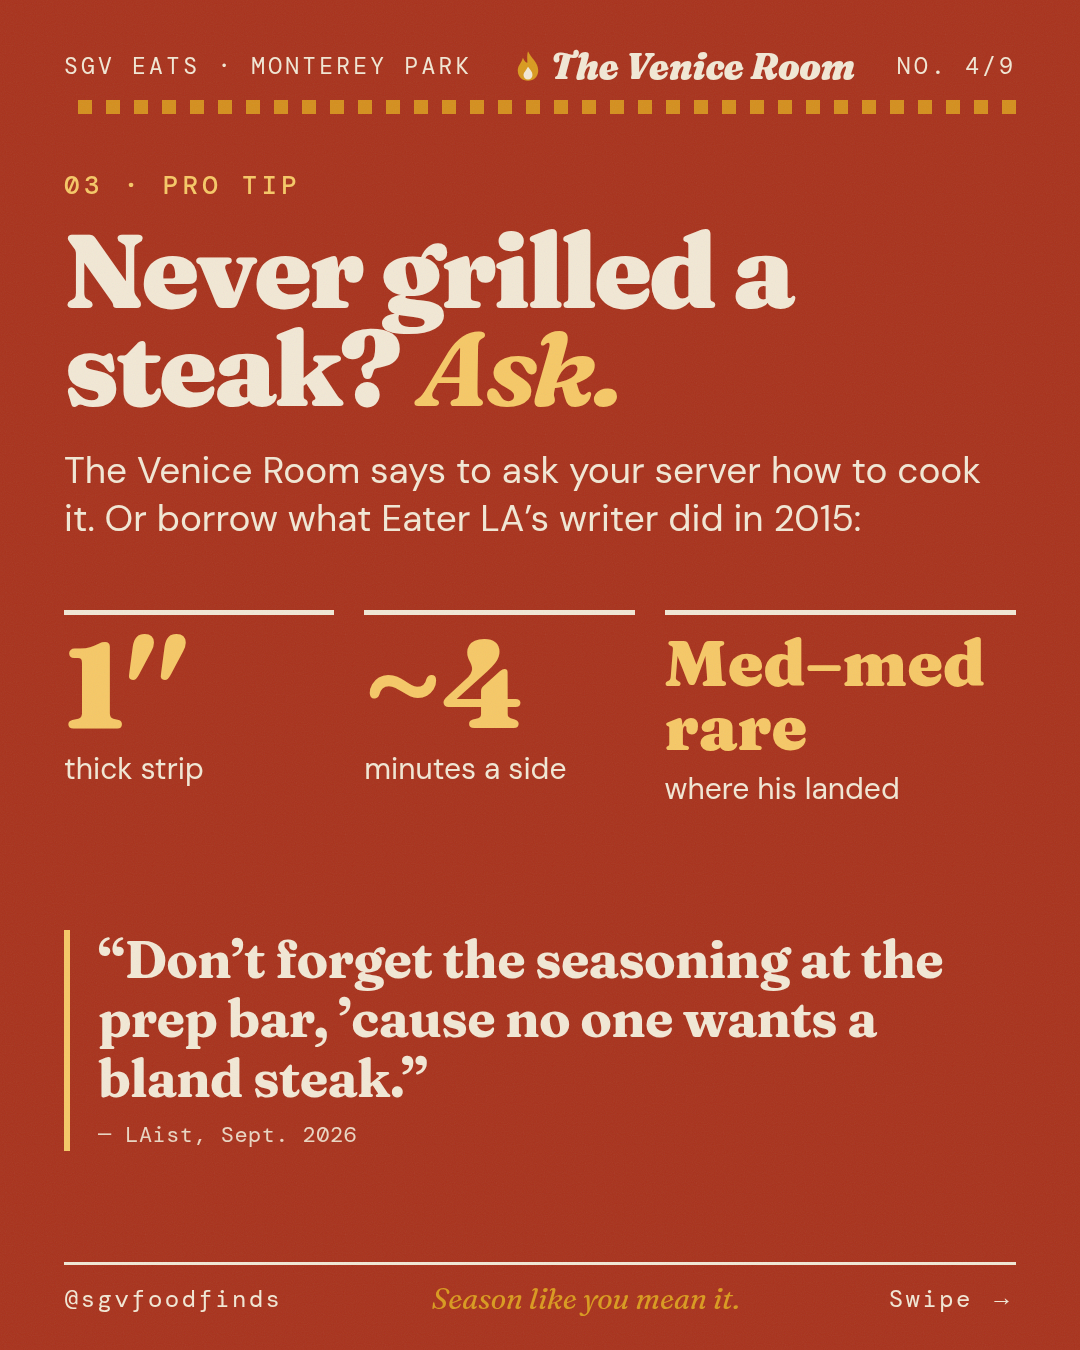 SGV EATS · MONTEREY PARK
The Venice Room
NO. 4/9
03 · PRO TIP
Never grilled a
steak? Ask.
The Venice Room says to ask your server how to cook
it. Or borrow what Eater LA’s writer did in 2015:
1″
thick strip
~4
minutes a side
Med–med
rare
where his landed
“Don’t forget the seasoning at the
prep bar, ’cause no one wants a
bland steak.”
— LAist, Sept. 2026
@sgvfoodfinds
Season like you mean it.
Swipe →